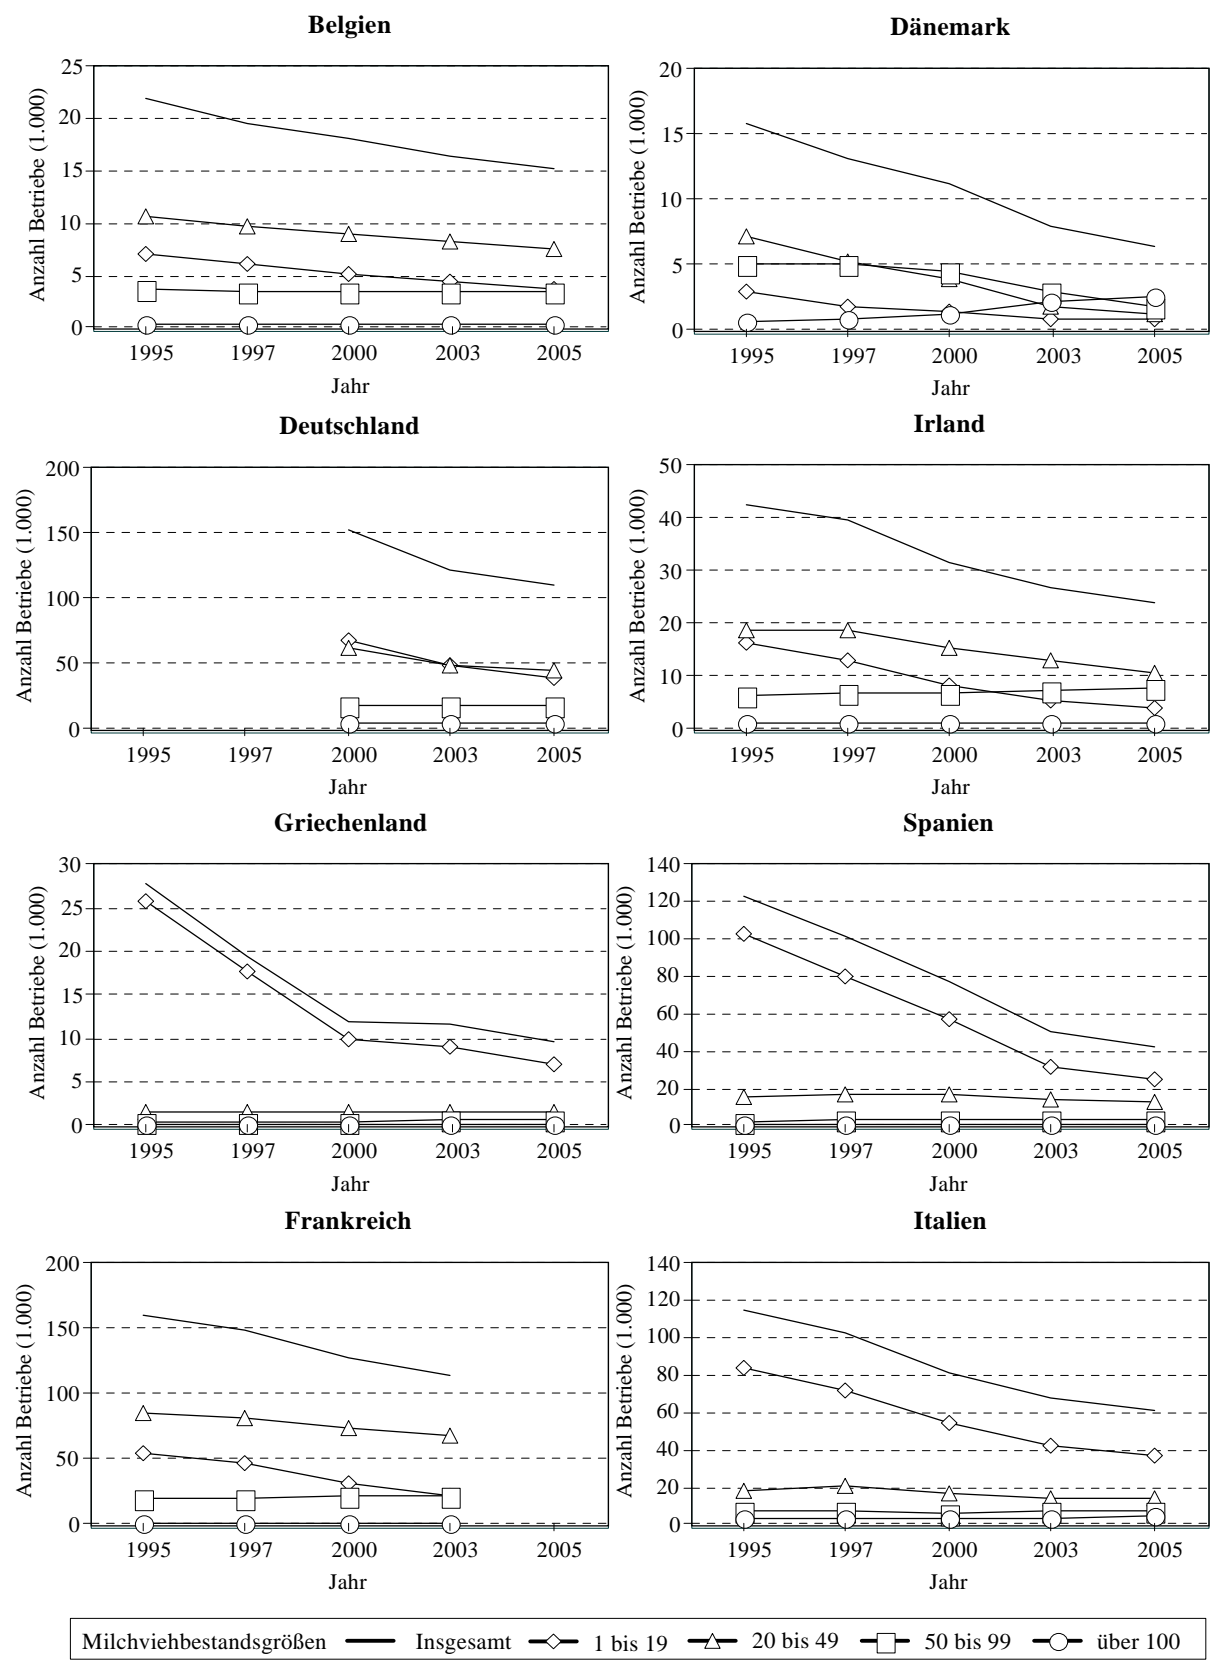 Belgien
Anzahl Betriebe (1.000)
25
20
15
10
5
0
1995 1997 2000 2003 2005
Jahr
Dänemark
Anzahl Betriebe (1.000)
20
15
10
5
0
1995 1997 2000 2003 2005
Jahr
Deutschland
Anzahl Betriebe (1.000)
200
150
100
50
0
1995 1997 2000 2003 2005
Jahr
Irland
Anzahl Betriebe (1.000)
50
40
30
20
10
0
1995 1997 2000 2003 2005
Jahr
Griechenland
Anzahl Betriebe (1.000)
30
25
20
15
10
5
0
1995 1997 2000 2003 2005
Jahr
Spanien
Anzahl Betriebe (1.000)
140
120
100
80
60
40
20
0
1995 1997 2000 2003 2005
Jahr
Frankreich
Anzahl Betriebe (1.000)
200
150
100
50
0
1995 1997 2000 2003 2005
Jahr
Italien
Anzahl Betriebe (1.000)
140
120
100
80
60
40
20
0
1995 1997 2000 2003 2005
Jahr
Milchviehbestandsgrößen Insgesamt 1 bis 19 20 bis 49 50 bis 99 über 100